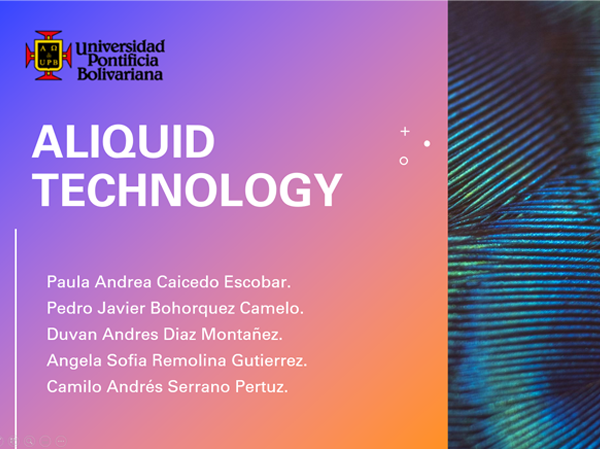 A Ω
&
UPB
Universidad
Pontificia
Bolivariana
ALIQUID
TECHNOLOGY
Paula Andrea Caicedo Escobar.
Pedro Javier Bohorquez Camelo.
Duvan Andres Diaz Montañez.
Angela Sofia Remolina Gutierrez.
Camilo Andrés Serrano Pertuz.